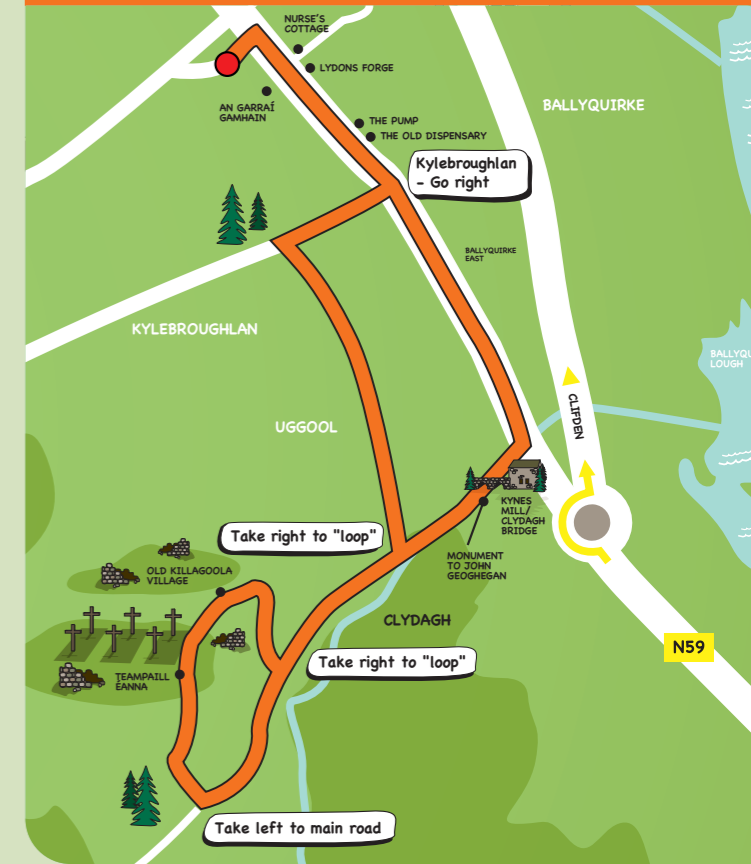 NURSE'S
COTTAGE
LYDONS FORGE
AN GARRAÍ
GAMHAIN
BALLYQUIRKE
THE PUMP
THE OLD DISPENSARY
Kylebroughlan
- Go right
BALLYQUIRKE
EAST
KYLEBROUGHLAN
BALLYQU
LOUGH
CLIFDEN
UGGOOL
KYNES
MILL/
CLYDAGH
BRIDGE
Take right to "loop"
MONUMENT
TO JOHN
GEOGHEGAN
OLD KILLAGOOLA
VILLAGE
CLYDAGH
N59
Take right to "loop"
TEAMPAILL
ÉANNA
Take left to main road